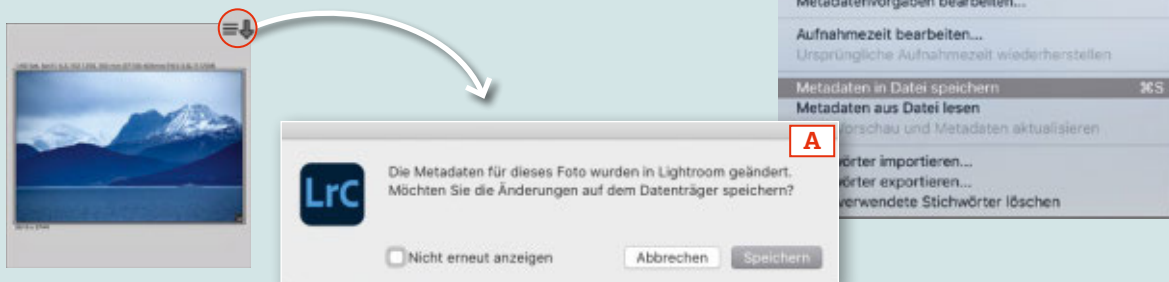 Metadatenvorgaben bearbeiten...
Aufnahmezeit bearbeiten...
Ursprüngliche Aufnahmezeit wiederherstellen
Metadaten in Datei speichern ⌘S
Metadaten aus Datei lesen
Vorschau und Metadaten aktualisieren
wörter importieren...
wörter exportieren...
verwendete Stichwörter löschen
A
LrC
Die Metadaten für dieses Foto wurden in Lightroom geändert.
Möchten Sie die Änderungen auf dem Datenträger speichern?
Nicht erneut anzeigen
Abbrechen
Speichern